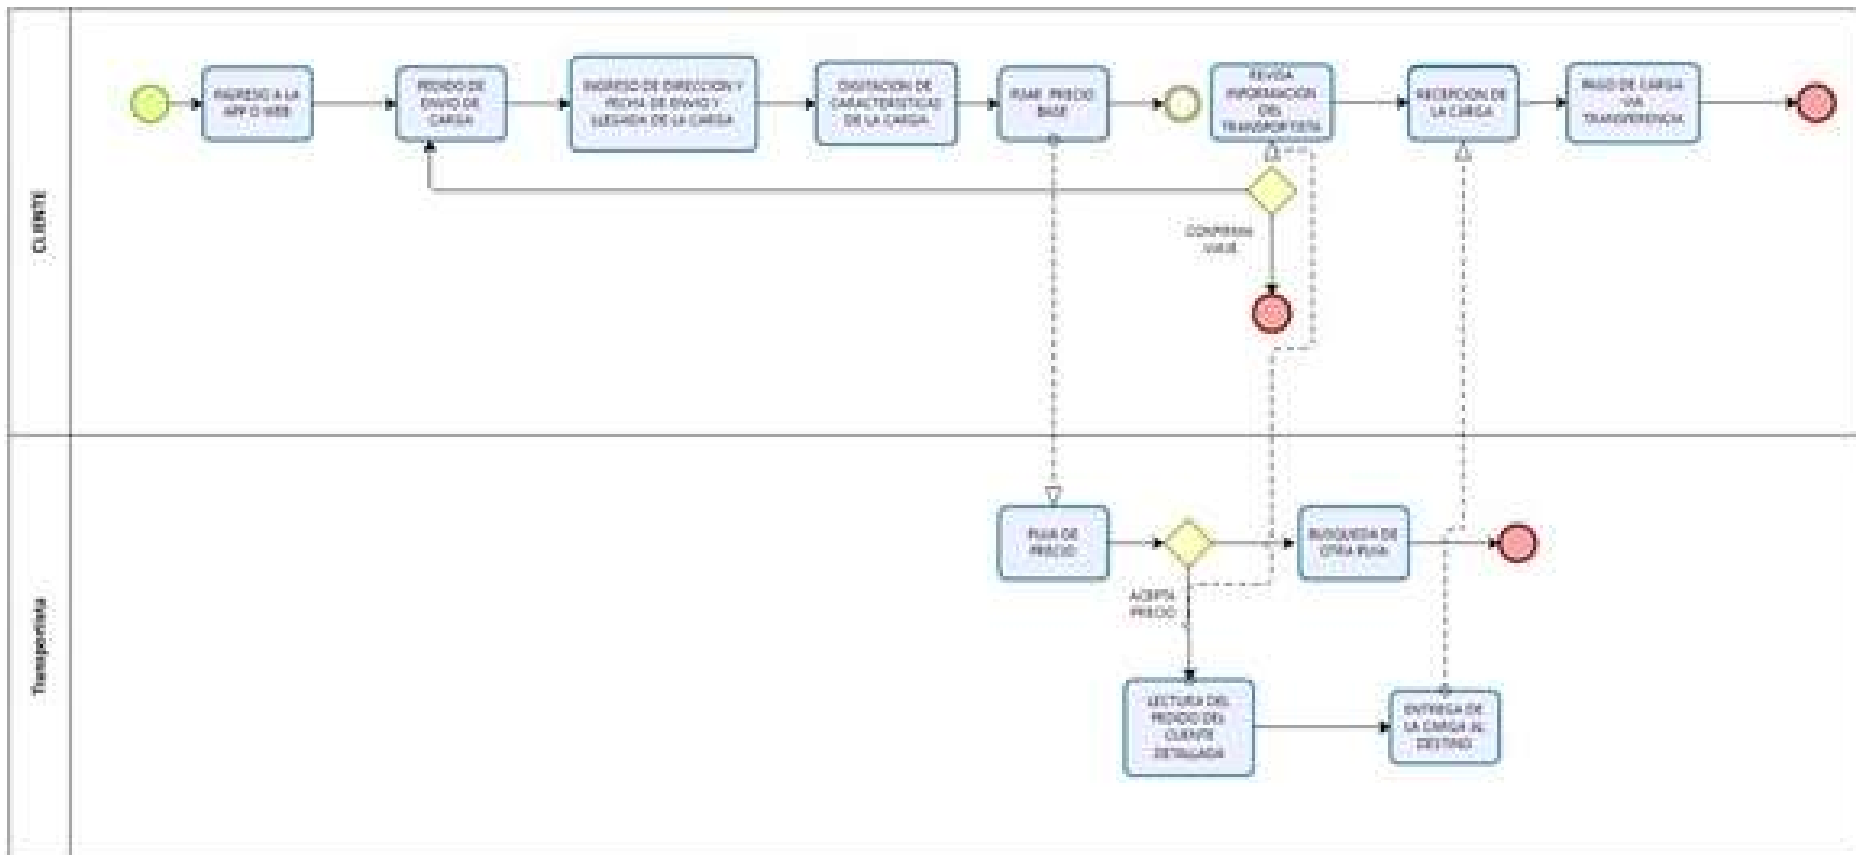 CLIENTE
INGRESO A LA
APP O WEB
PEDIDO DE
ENVIO DE
CARGA
INGRESO DE DIRECCION Y
FECHA DE ENVIO Y
LLEGADA DE LA CARGA
DIGITACION DE
CARACTERISTICAS
DE LA CARGA
PRECIO
BASE
REVISA
INFORMACION
DEL
TRANSPORTISTA
RECEPCION DE
LA CARGA
PAGO DE CARGA
VIA
TRANSFERENCIA
CONFIRMA
VIAJE
Transportista
PUJA DE
PRECIO
BUSQUEDA DE
OTRA PUJA
ACEPTA
PRECIO
LECTURA DEL
PEDIDO DEL
CLIENTE
DETALLADA
ENTREGA DE
LA CARGA AL
DESTINO